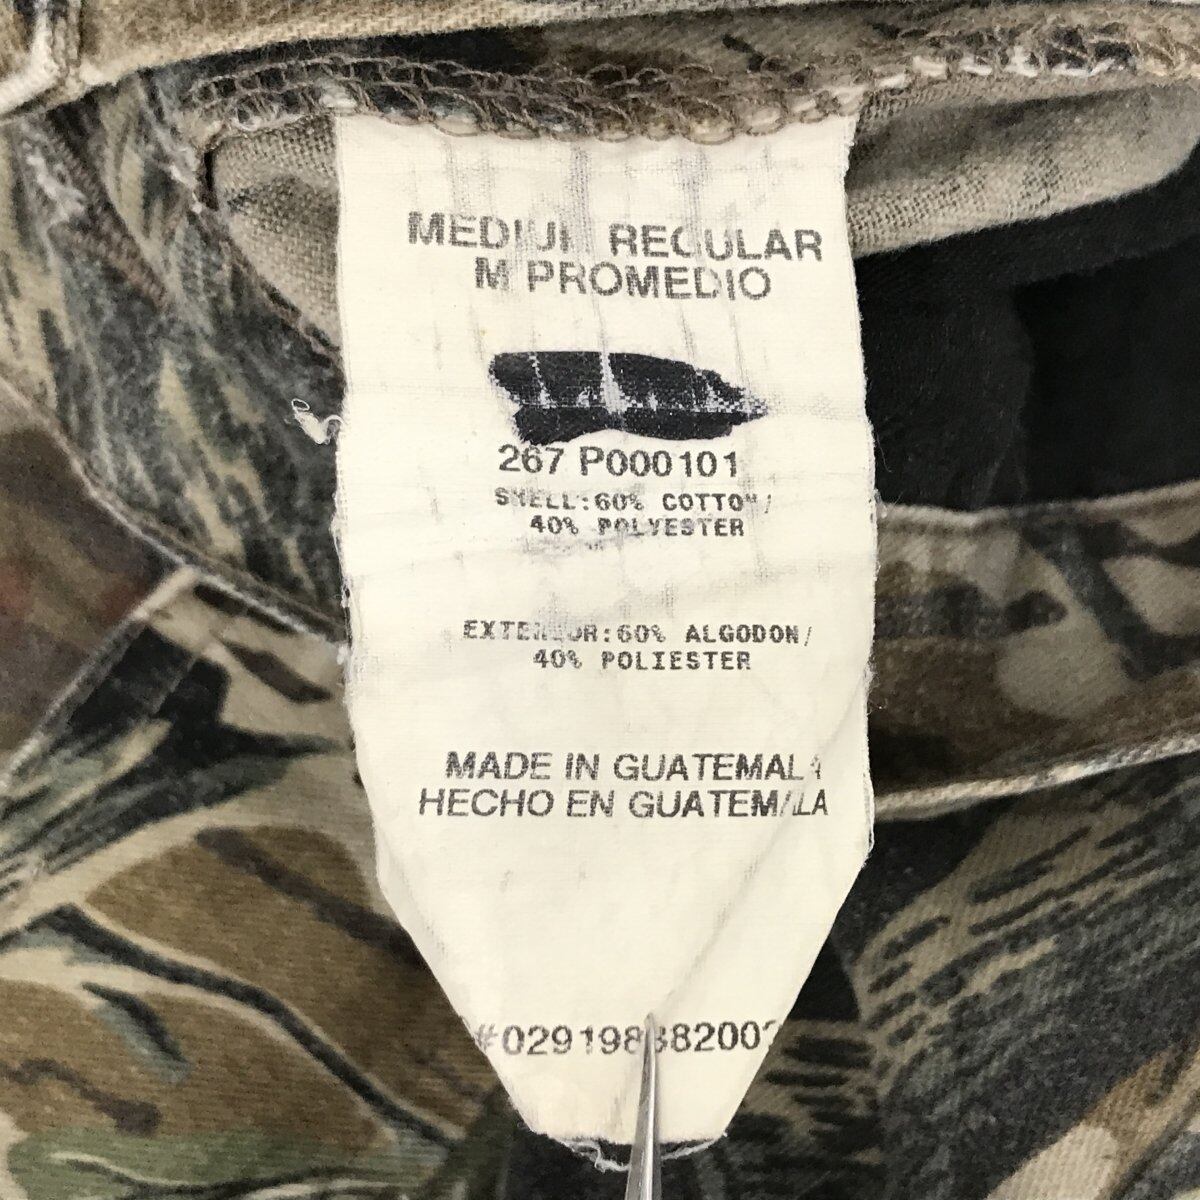 MEDIUM REGULAR
M PROMEDIO
267 P000101
SHELL:60% COTTON/
40% POLYESTER
EXTERIOR:60% ALGODON/
40% POLIESTER
MADE IN GUATEMALA
HECHO EN GUATEMALA